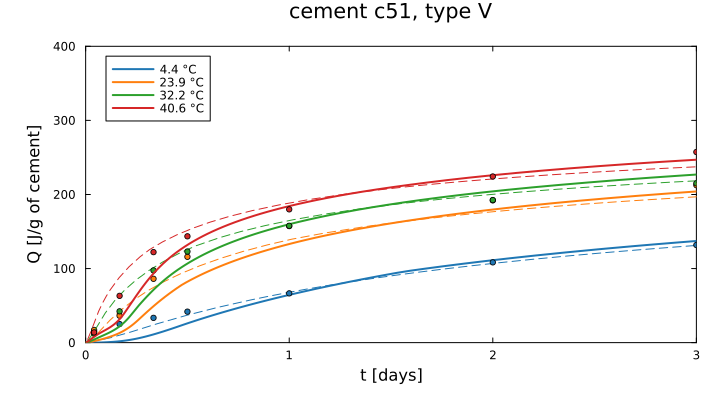 cement c51, type V
4.4 °C
23.9 °C
32.2 °C
40.6 °C
400
300
200
100
0
Q [J/g of cement]
0 1 2 3
t [days]